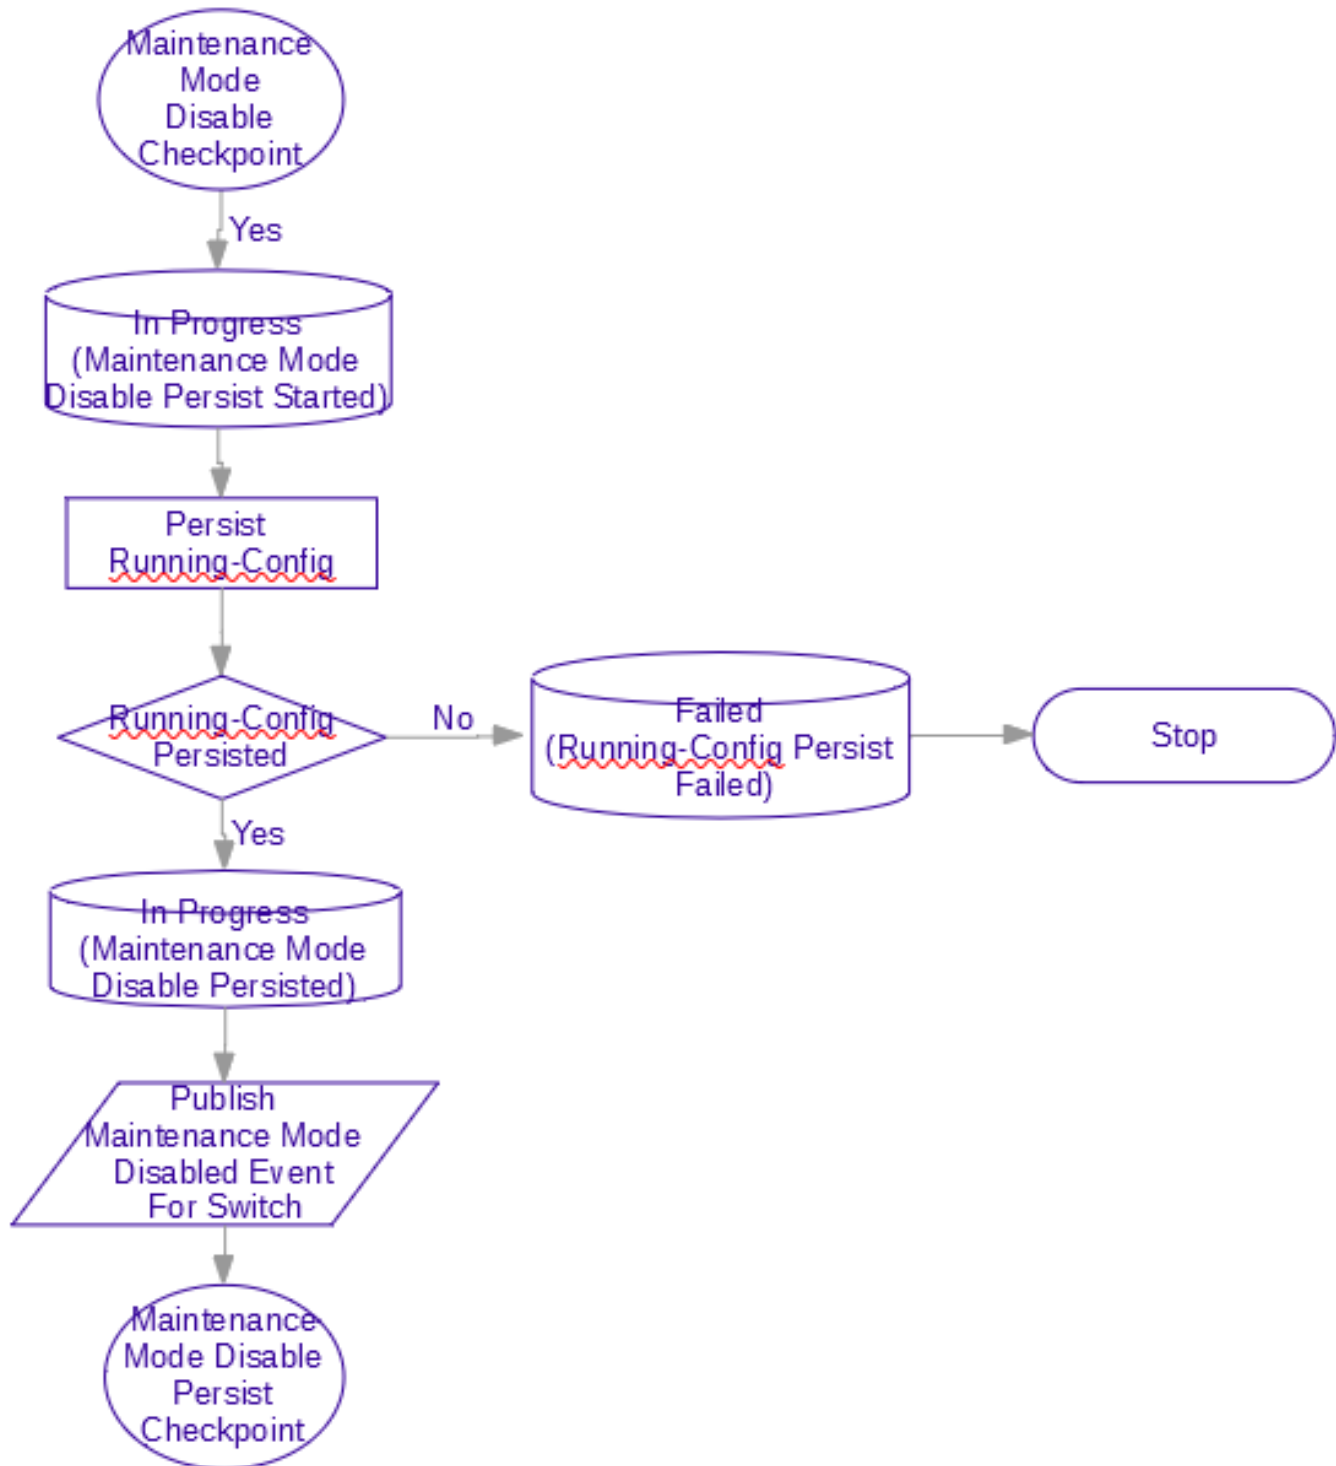 Maintenance
Mode
Disable
Checkpoint
Yes
In Progress
(Maintenance Mode
Disable Persist Started)
Persist
Running-Config
Running-Config
Persisted
No
Failed
(Running-Config Persist
Failed)
Stop
Yes
In Progress
(Maintenance Mode
Disable Persisted)
Publish
Maintenance Mode
Disabled Event
For Switch
Maintenance
Mode Disable
Persist
Checkpoint